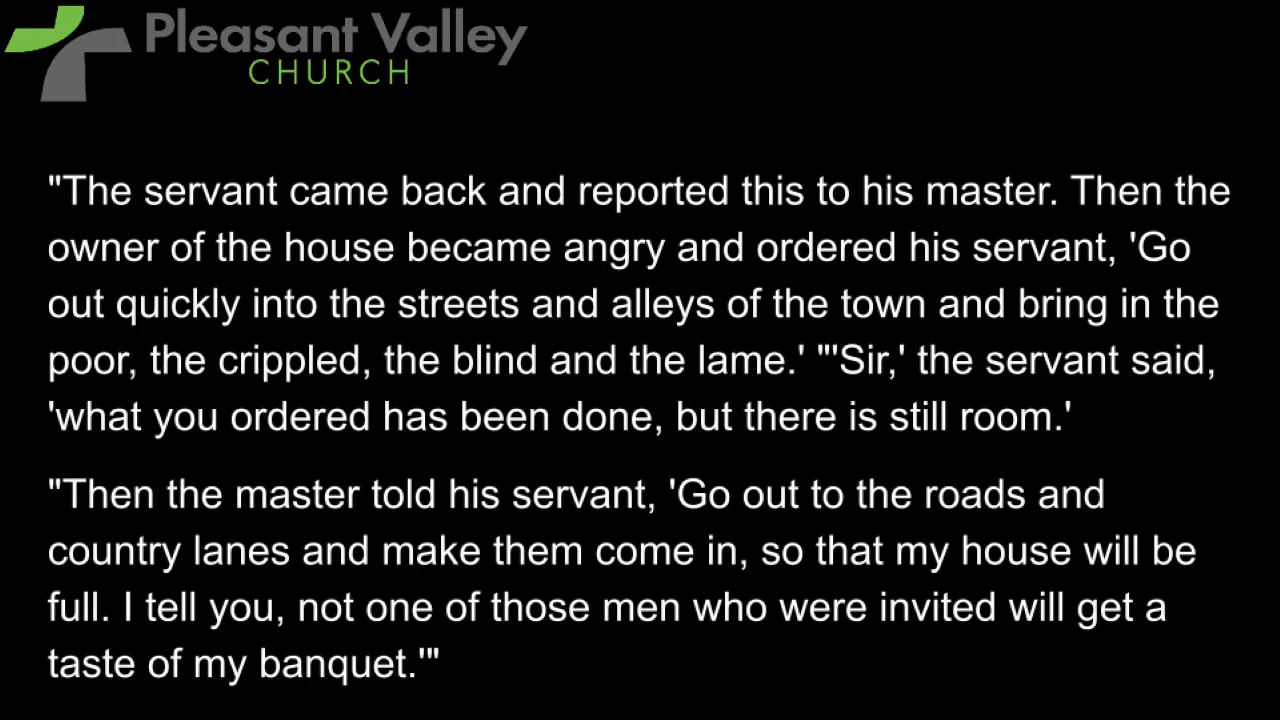 Pleasant Valley
CHURCH
"The servant came back and reported this to his master. Then the
owner of the house became angry and ordered his servant, 'Go
out quickly into the streets and alleys of the town and bring in the
poor, the crippled, the blind and the lame.' "'Sir,' the servant said,
'what you ordered has been done, but there is still room.'
"Then the master told his servant, 'Go out to the roads and
country lanes and make them come in, so that my house will be
full. I tell you, not one of those men who were invited will get a
taste of my banquet.'"